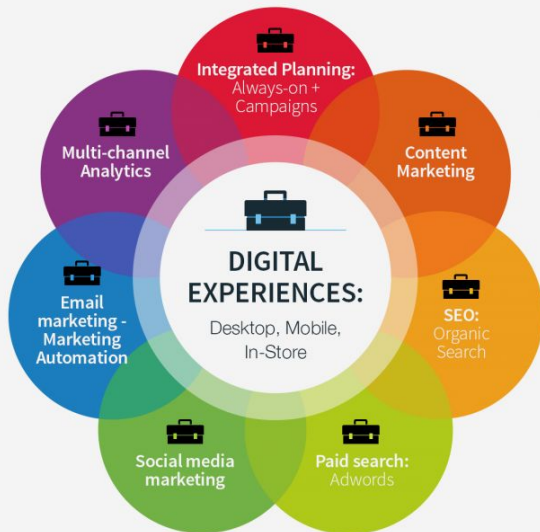 Integrated Planning:
Always-on +
Campaigns
Content
Marketing
SEO:
Organic
Search
Paid search:
Adwords
Social media
marketing
Email
marketing -
Marketing
Automation
Multi-channel
Analytics
DIGITAL
EXPERIENCES:
Desktop, Mobile,
In-Store